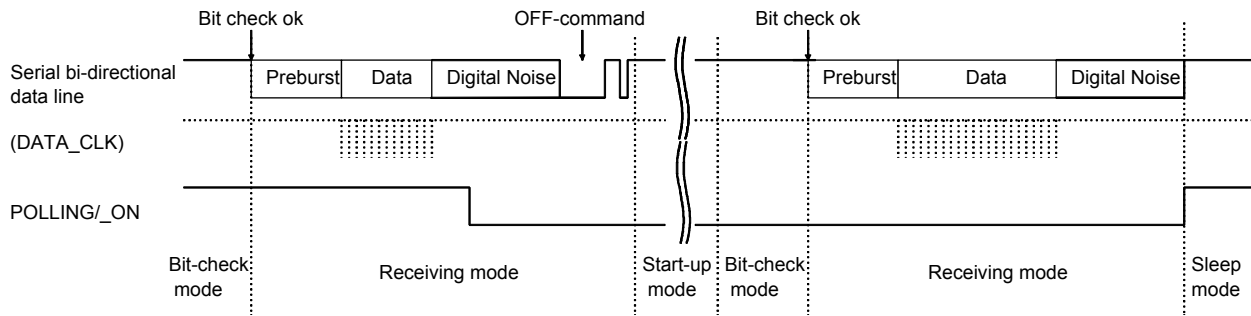 Bit check ok
OFF-command
Bit check ok
Serial bi-directional
data line
Preburst
Data
Digital Noise
Preburst
Data
Digital Noise
(DATA_CLK)
POLLING/_ON
Bit-check
mode
Receiving mode
Start-up
mode
Bit-check
mode
Receiving mode
Sleep
mode